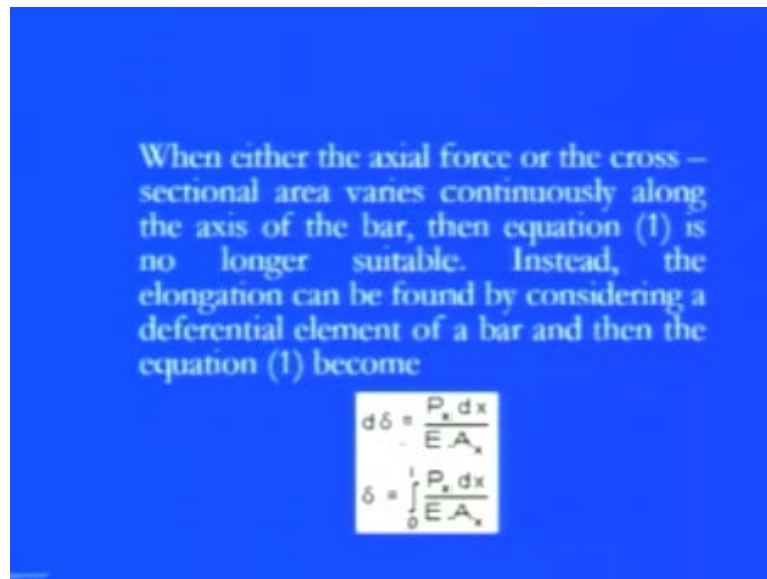 When either the axial force or the cross –
sectional area varies continuously along
the axis of the bar, then equation (1) is
no longer suitable. Instead, the
elongation can be found by considering a
deferential element of a bar and then the
equation (1) become
dδ = Pₓ dx / E Aₓ
δ = ∫₀ˡ Pₓ dx / E Aₓ